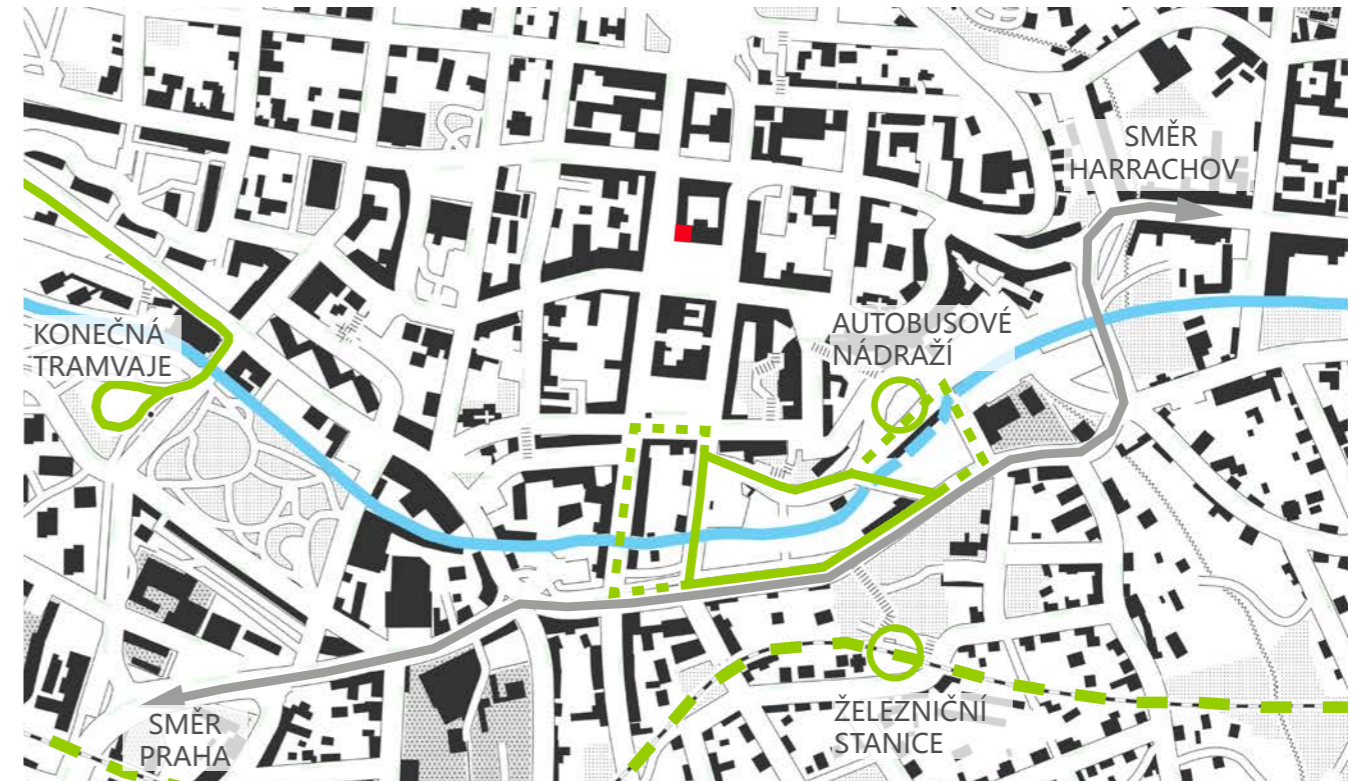 SMĚR
HARRACHOV
KONEČNÁ
TRAMVAJE
AUTOBUSOVÉ
NÁDRAŽÍ
SMĚR
PRAHA
ŽELEZNIČNÍ
STANICE